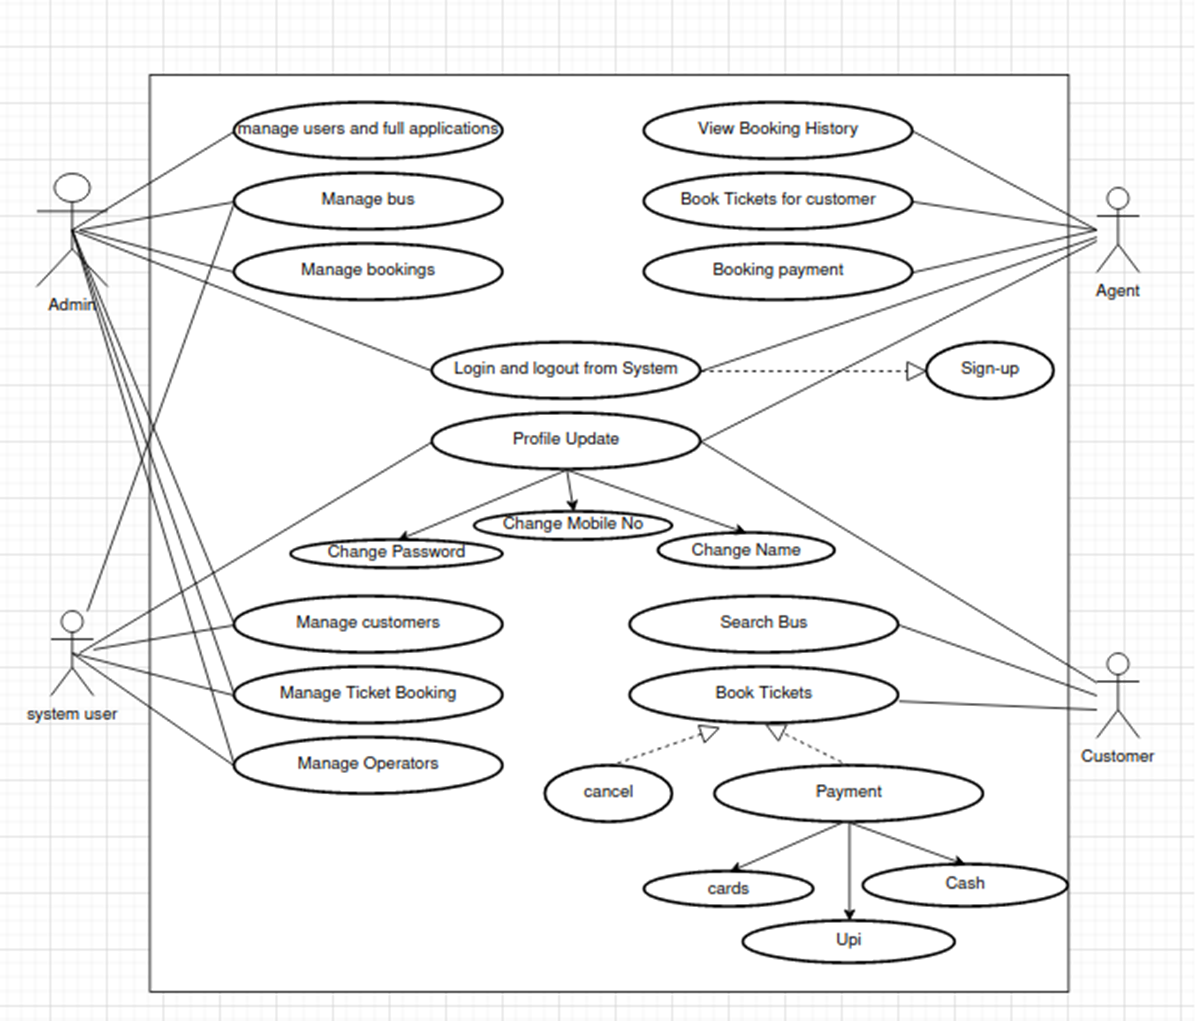 manage users and full applications
View Booking History
Manage bus
Book Tickets for customer
Manage bookings
Booking payment
Admin
Agent
Login and logout from System
Sign-up
Profile Update
Change Mobile No
Change Password
Change Name
Manage customers
Search Bus
Manage Ticket Booking
Book Tickets
system user
Customer
Manage Operators
cancel
Payment
cards
Cash
Upi